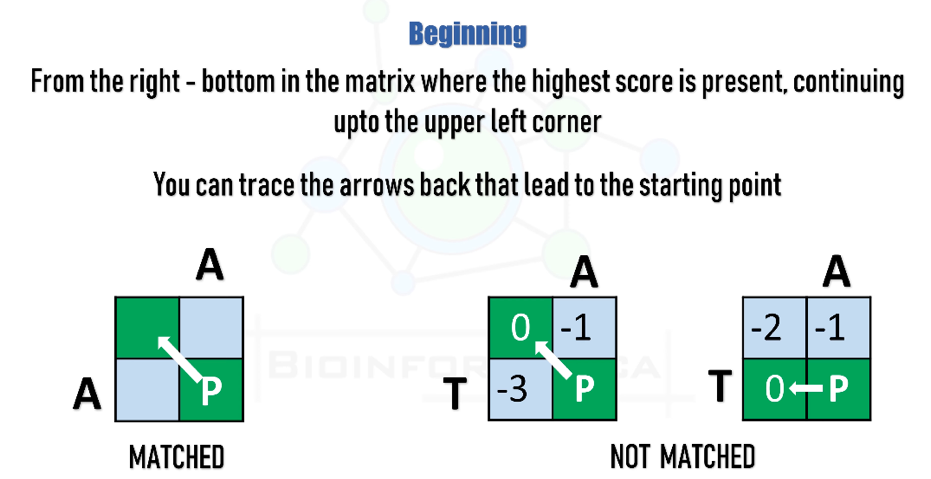 Beginning
From the right - bottom in the matrix where the highest score is present, continuing
upto the upper left corner
You can trace the arrows back that lead to the starting point
A
A
P
MATCHED
A
0 -1
T -3 P
A
-2 -1
T 0 P
NOT MATCHED